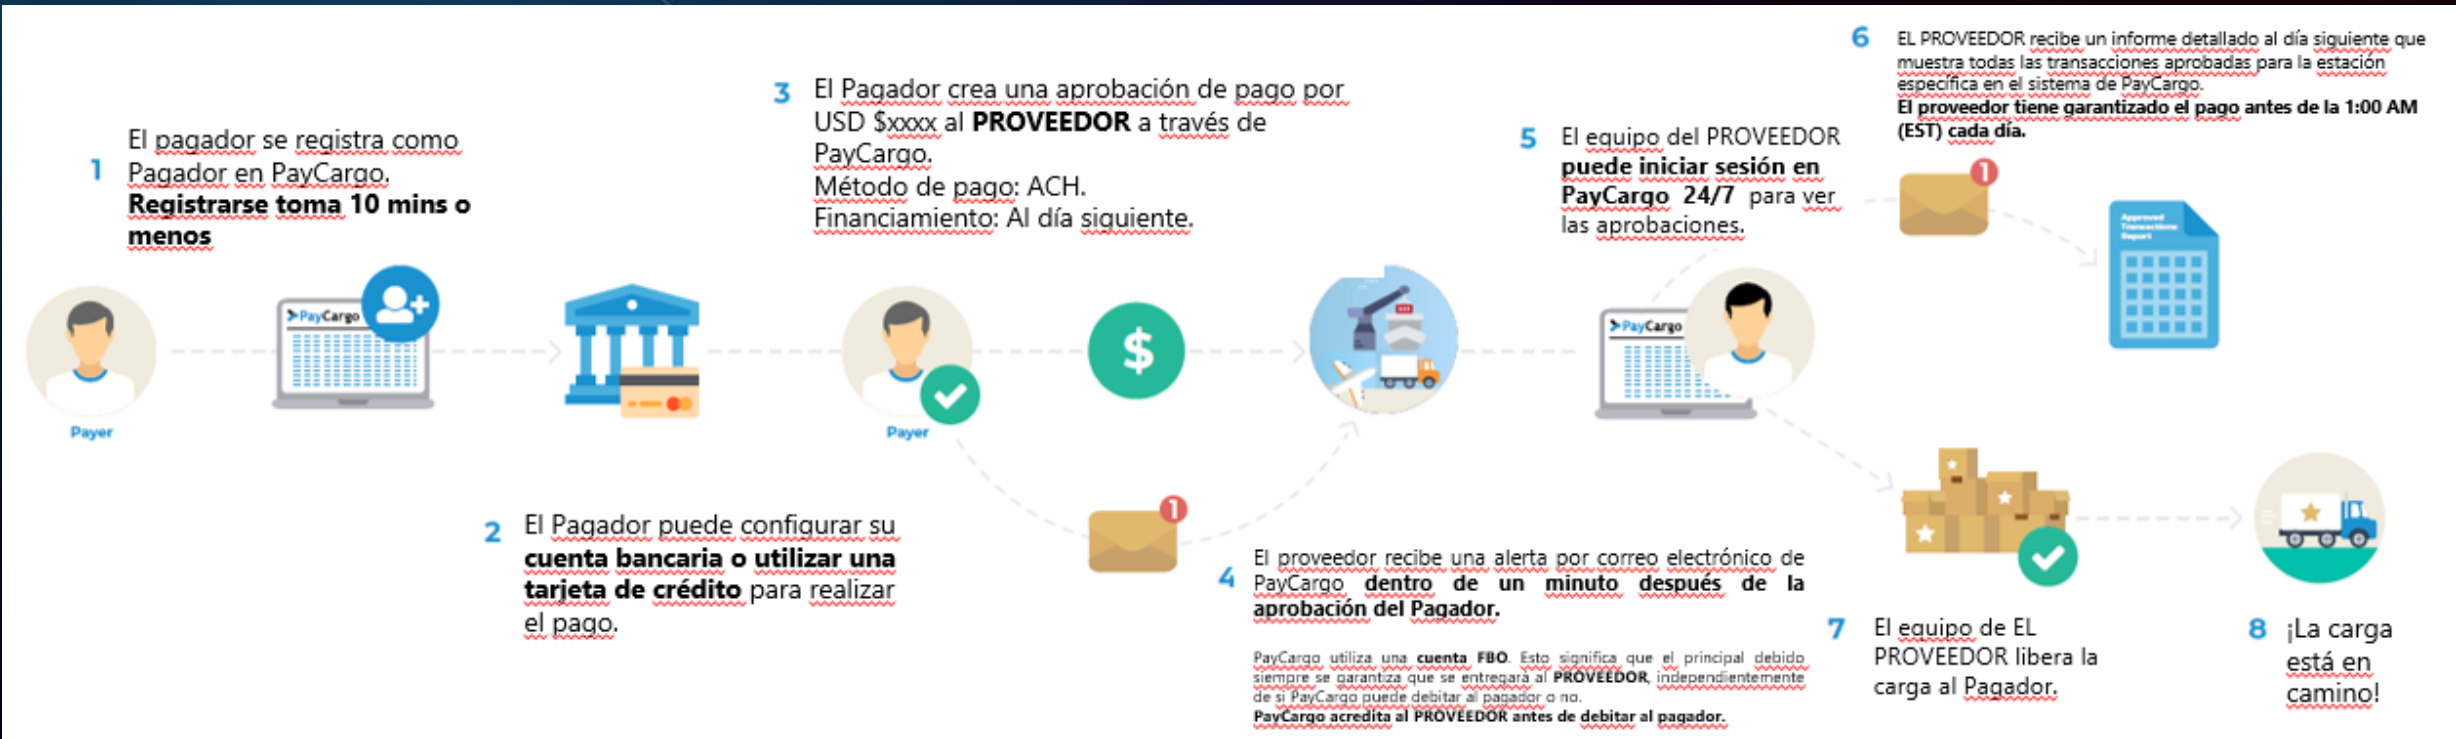 1
El pagador se registra como
Pagador en PayCargo.
Registrarse toma 10 mins o
menos
PayCargo
Payer
2
El Pagador puede configurar su
cuenta bancaria o utilizar una
tarjeta de crédito para realizar
el pago.
3
El Pagador crea una aprobación de pago por
USD $xxxx al PROVEEDOR a través de
PayCargo.
Método de pago: ACH.
Financiamiento: Al día siguiente.
Payer
$
1
4
El proveedor recibe una alerta por correo electrónico de
PayCargo dentro de un minuto después de la
aprobación del Pagador.
PayCargo utiliza una cuenta FBO. Esto significa que el principal debido
siempre se garantiza que se entregará al PROVEEDOR, independientemente
de si PayCargo puede debitar al pagador o no.
PayCargo acredita al PROVEEDOR antes de debitar al pagador.
5
El equipo del PROVEEDOR
puede iniciar sesión en
PayCargo 24/7 para ver
las aprobaciones.
PayCargo
6
EL PROVEEDOR recibe un informe detallado al día siguiente que
muestra todas las transacciones aprobadas para la estación
específica en el sistema de PayCargo.
El proveedor tiene garantizado el pago antes de la 1:00 AM
(EST) cada día.
1
Approved
Transactions
Report
7
El equipo de EL
PROVEEDOR libera la
carga al Pagador.
8
¡La carga
está en
camino!